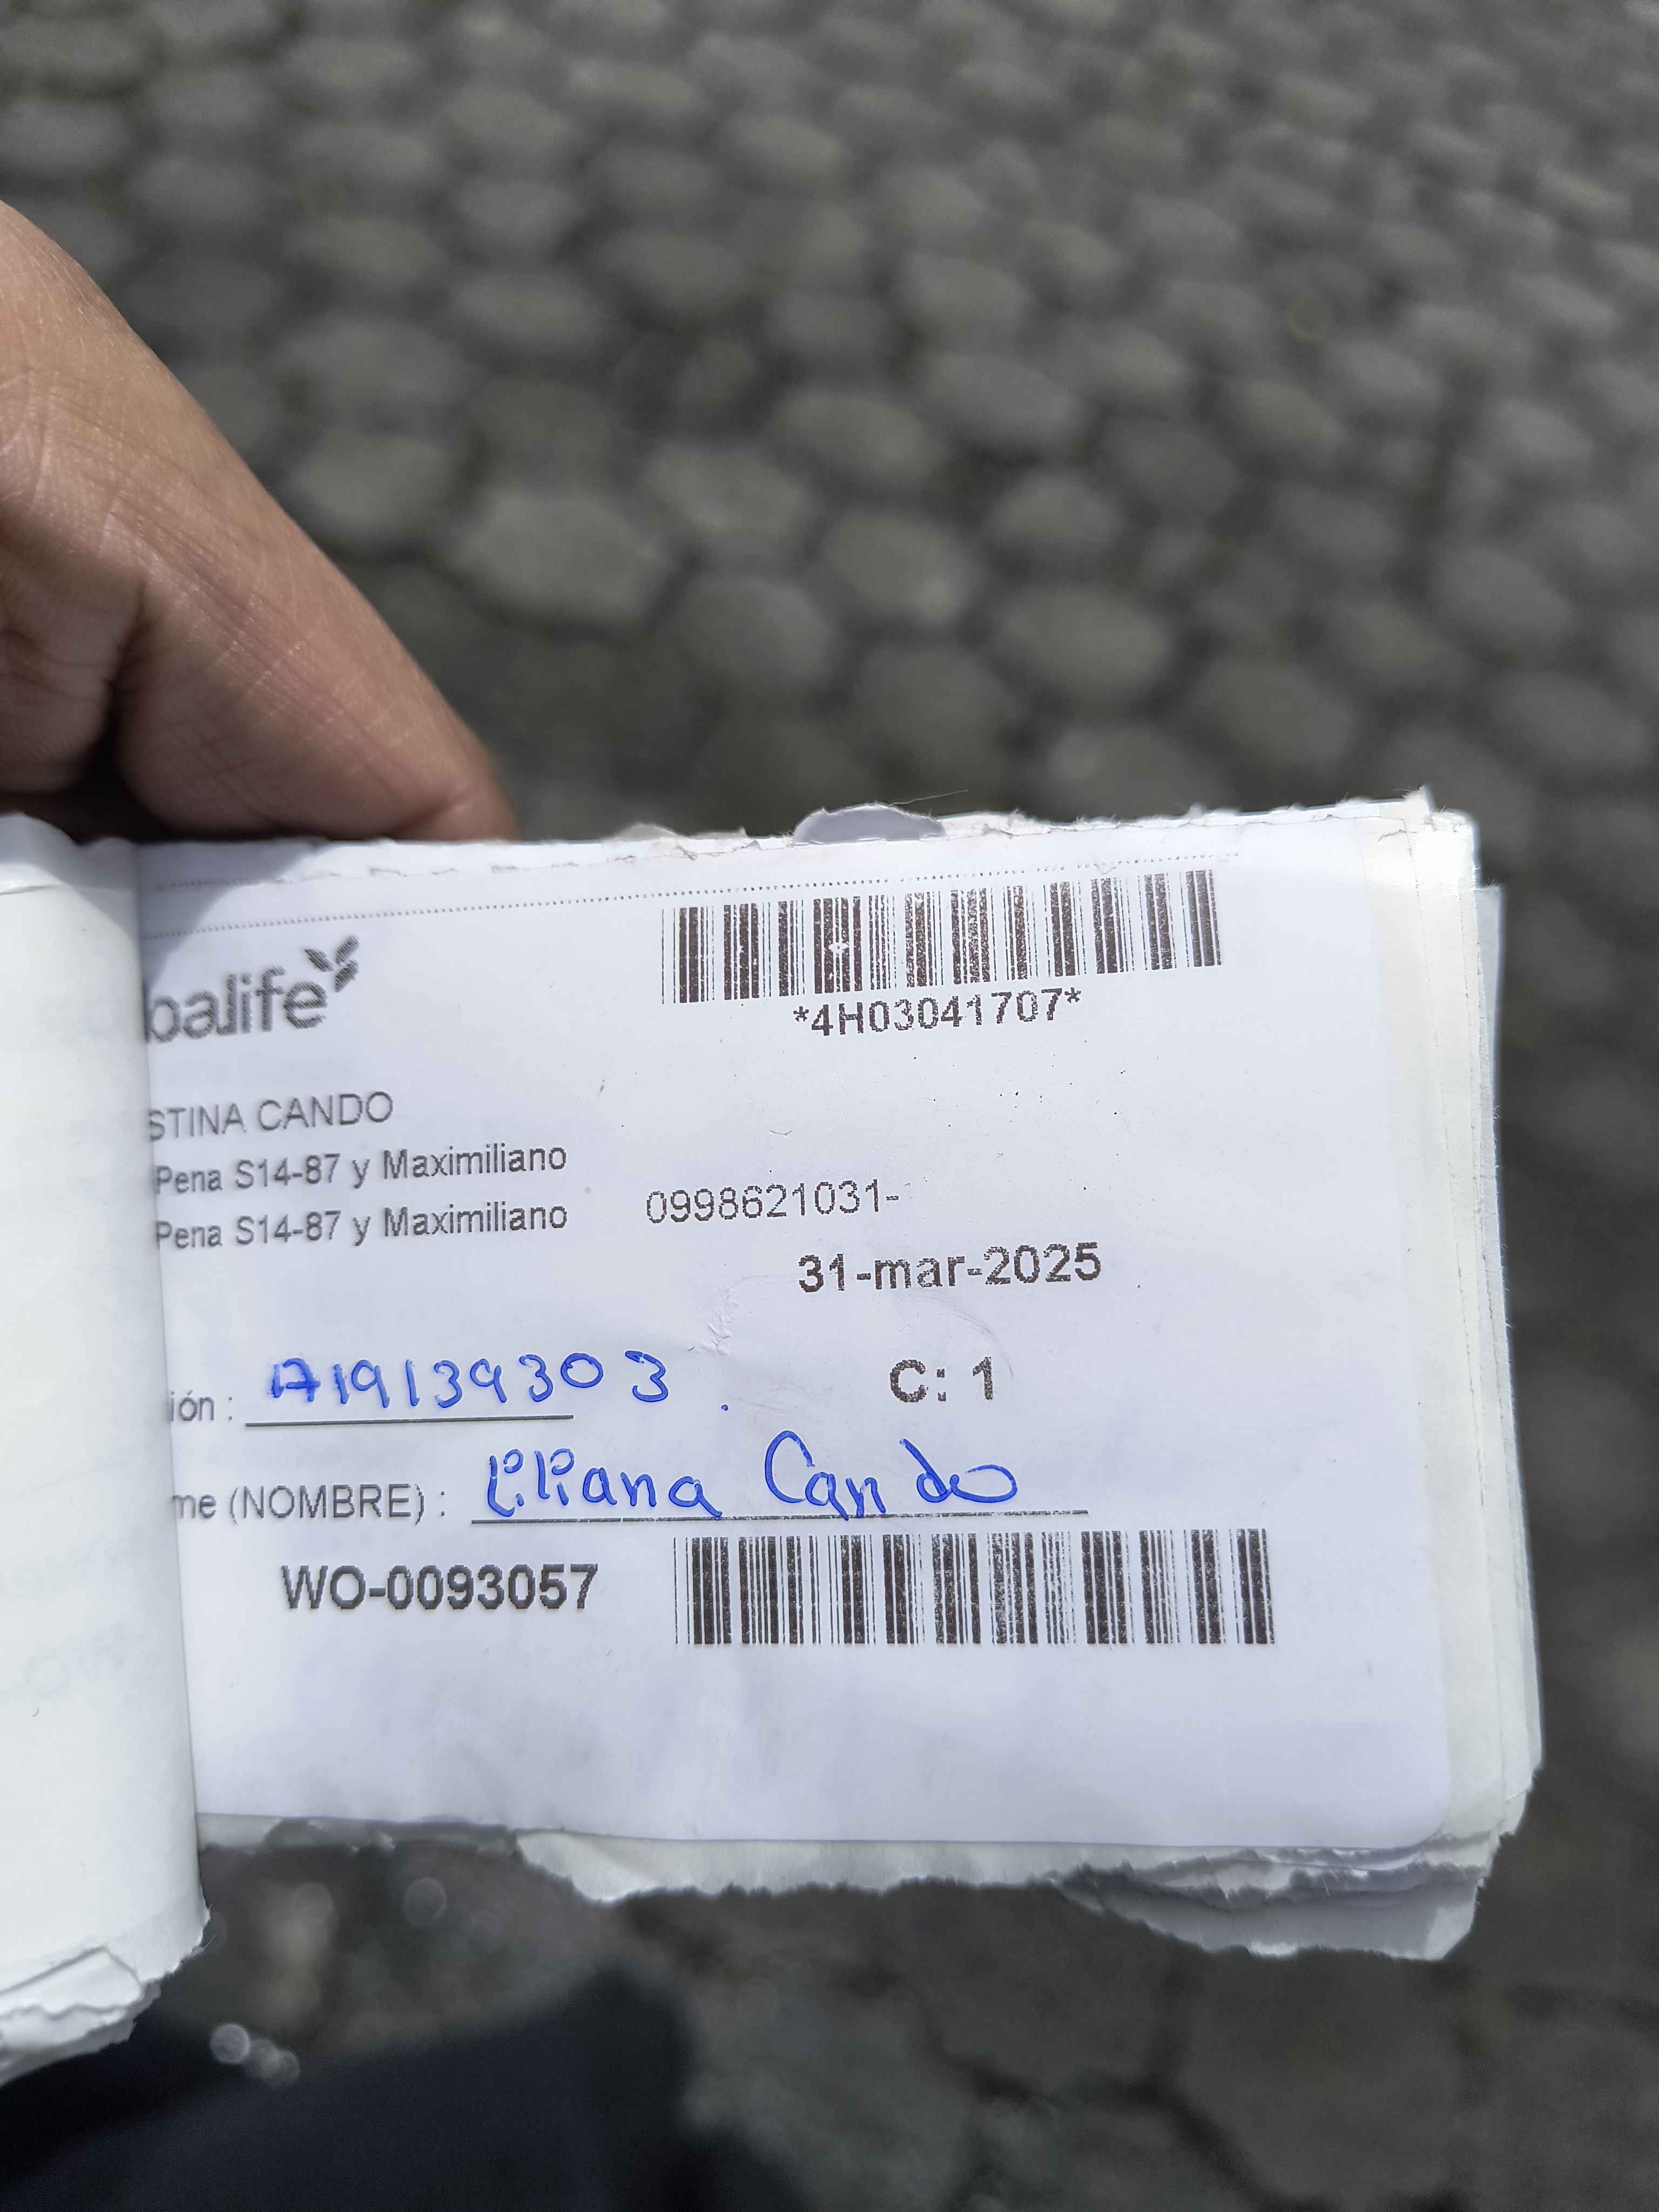 balife
*4H03041707*
STINA CANDO
Pena S14-87 y Maximiliano
Pena S14-87 y Maximiliano 0998621031-
31-mar-2025
ión : A19139303.
C: 1
me (NOMBRE) : Liliana Cando
WO-0093057